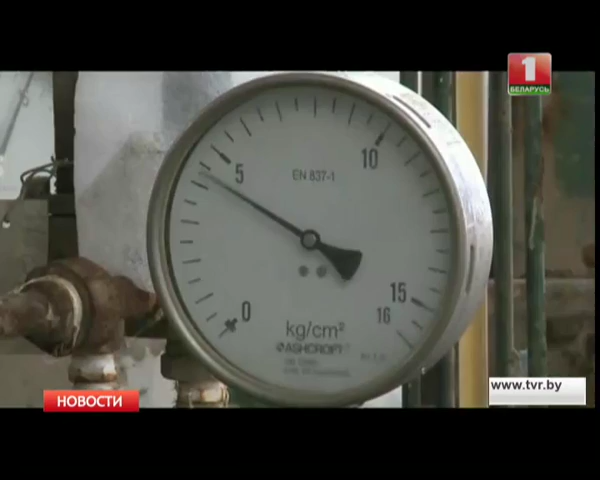 1
БЕЛАРУСЬ
EN 837-1
5
10
0
15
16
kg/cm²
ASHCROFT
www.tvr.by
НОВОСТИ